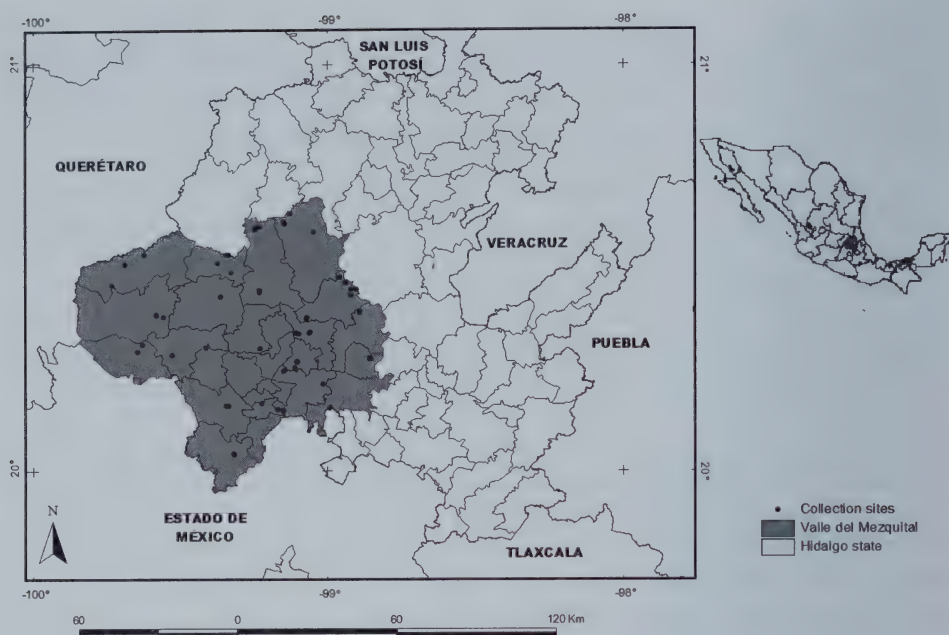 -100°
-99°
-98°
SAN LUIS
POTOSÍ
21°
21°
QUERÉTARO
VERACRUZ
PUEBLA
20°
20°
N
ESTADO DE
MÉXICO
TLAXCALA
Collection sites
Valle del Mezquital
Hidalgo state
-100°
-99°
-98°
60
0
60
120 Km